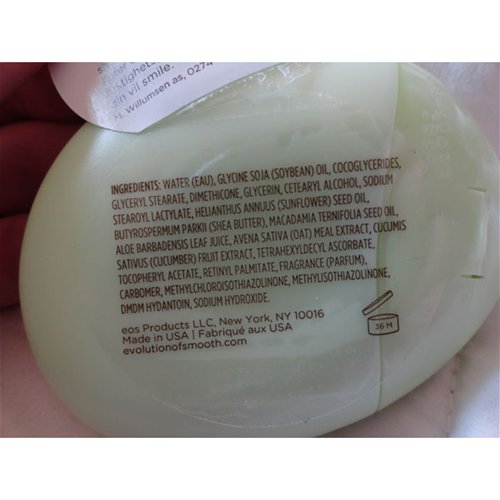 tighets
din vil smile.
M. Willumsen as, 0274
INGREDIENTS: WATER (EAU), GLYCINE SOJA (SOYBEAN) OIL, COCOGLYCERIDES,
GLYCERYL STEARATE, DIMETHICONE, GLYCERIN, CETEARYL ALCOHOL, SODIUM
STEAROYL LACTYLATE, HELIANTHUS ANNUUS (SUNFLOWER) SEED OIL,
BUTYROSPERMUM PARKII (SHEA BUTTER), MACADAMIA TERNIFOLIA SEED OIL,
ALOE BARBADENSIS LEAF JUICE, AVENA SATIVA (OAT) MEAL EXTRACT, CUCUMIS
SATIVUS (CUCUMBER) FRUIT EXTRACT, TETRAHEXYLDECYL ASCORBATE,
TOCOPHERYL ACETATE, RETINYL PALMITATE, FRAGRANCE (PARFUM),
CARBOMER, METHYLCHLOROISOTHIAZOLINONE, METHYLISOTHIAZOLINONE,
DMDM HYDANTOIN, SODIUM HYDROXIDE.
eos Products LLC, New York, NY 10016
Made in USA | Fabriqué aux USA
evolutionofsmooth.com
36 M